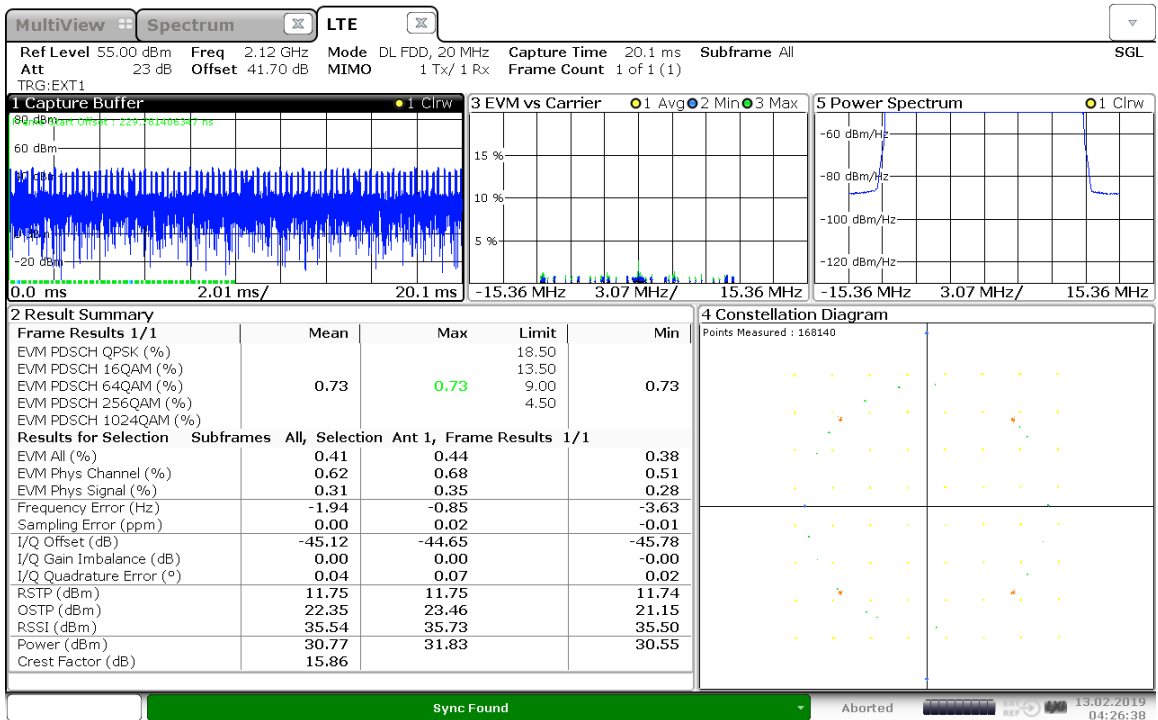 MultiView Spectrum LTE
Ref Level 55.00 dBm Freq 2.12 GHz Mode DL FDD, 20 MHz Capture Time 20.1 ms Subframe All SGL
Att 23 dB Offset 41.70 dB MIMO 1 Tx/ 1 Rx Frame Count 1 of 1 (1)
TRG:EXT1
1 Capture Buffer 1 Clrw
80 dBm
Frame Start Offset : 229.281406347 ns
60 dBm
-20 dBm
0.0 ms 2.01 ms/ 20.1 ms
3 EVM vs Carrier 1 Avg 2 Min 3 Max
15 %
10 %
5 %
-15.36 MHz 3.07 MHz/ 15.36 MHz
5 Power Spectrum 1 Clrw
-60 dBm/Hz
-80 dBm/Hz
-100 dBm/Hz
-120 dBm/Hz
-15.36 MHz 3.07 MHz/ 15.36 MHz
2 Result Summary
Frame Results 1/1 Mean Max Limit Min
EVM PDSCH QPSK (%) 18.50
EVM PDSCH 16QAM (%) 13.50
EVM PDSCH 64QAM (%) 0.73 0.73 9.00 0.73
EVM PDSCH 256QAM (%) 4.50
EVM PDSCH 1024QAM (%)
Results for Selection Subframes All, Selection Ant 1, Frame Results 1/1
EVM All (%) 0.41 0.44 0.38
EVM Phys Channel (%) 0.62 0.68 0.51
EVM Phys Signal (%) 0.31 0.35 0.28
Frequency Error (Hz) -1.94 -0.85 -3.63
Sampling Error (ppm) 0.00 0.02 -0.01
I/Q Offset (dB) -45.12 -44.65 -45.78
I/Q Gain Imbalance (dB) 0.00 0.00 -0.00
I/Q Quadrature Error (º) 0.04 0.07 0.02
RSTP (dBm) 11.75 11.75 11.74
OSTP (dBm) 22.35 23.46 21.15
RSSI (dBm) 35.54 35.73 35.50
Power (dBm) 30.77 31.83 30.55
Crest Factor (dB) 15.86
4 Constellation Diagram
Points Measured : 168140
Sync Found Aborted EXT REF 13.02.2019
04:26:38